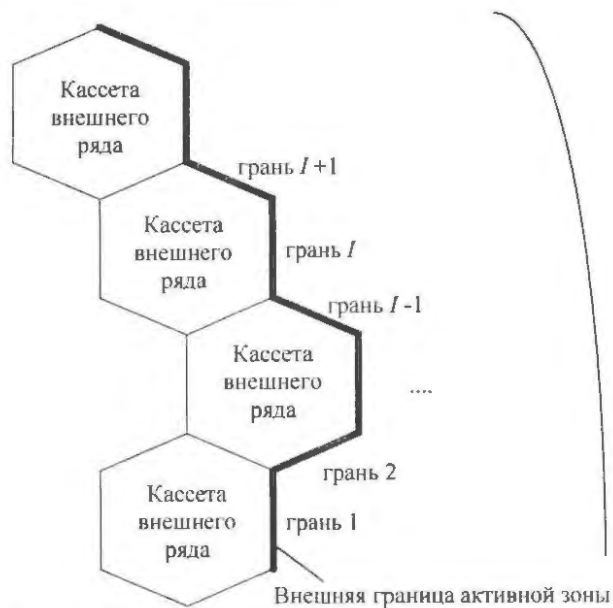 Кассета
внешнего
ряда
грань I+1
Кассета
внешнего
ряда
грань I
грань I-1
Кассета
внешнего
ряда
....
грань 2
Кассета
внешнего
ряда
грань 1
Внешняя граница активной зоны